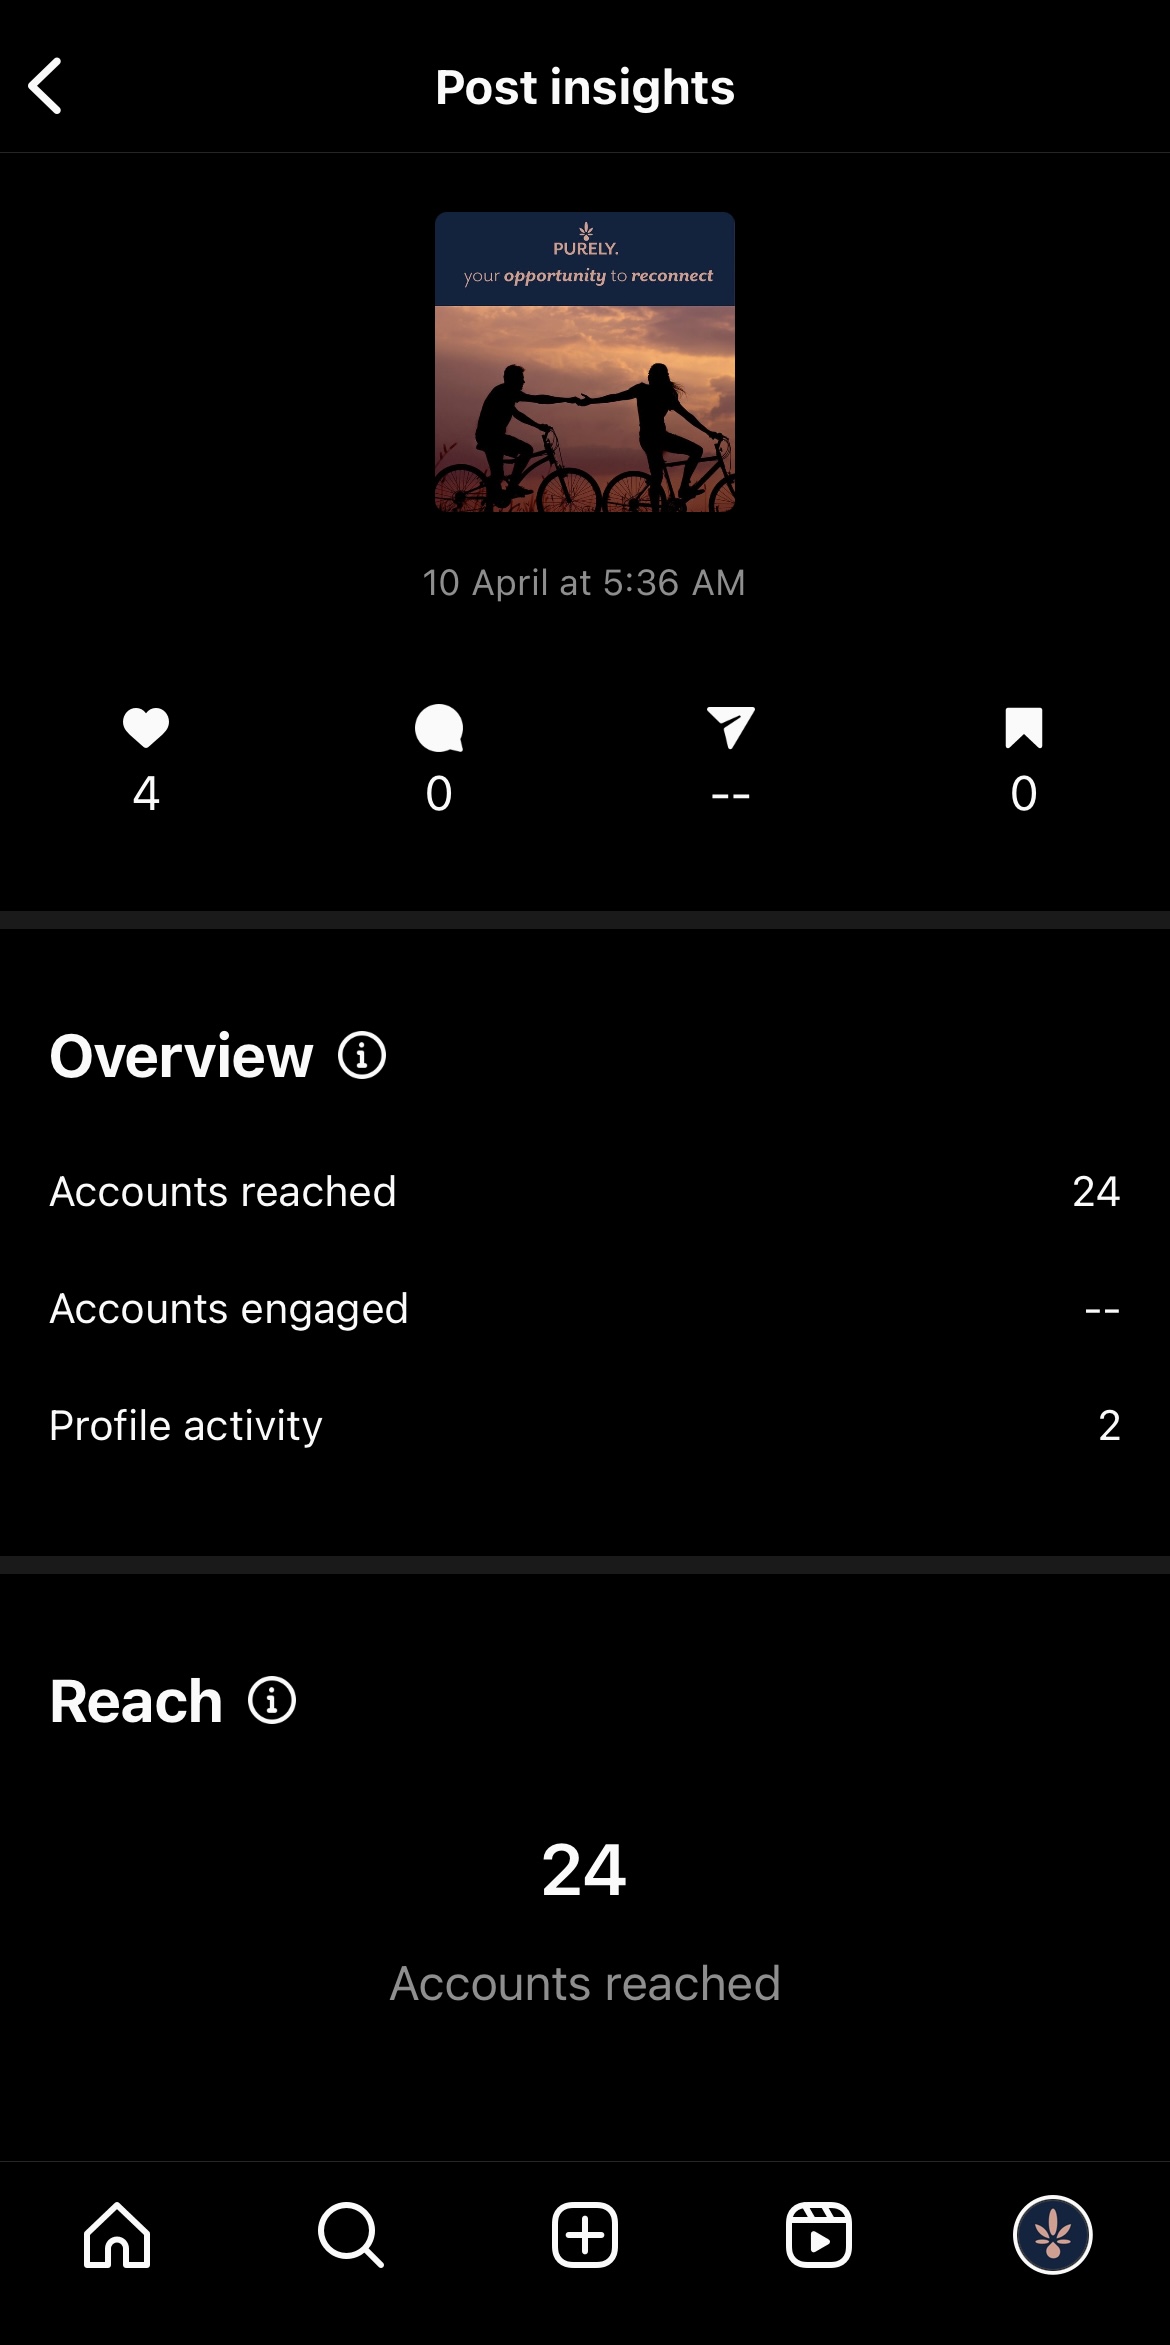 Post insights
PURELY.
your opportunity to reconnect
10 April at 5:36 AM
4
0
--
0
Overview
Accounts reached
24
Accounts engaged
--
Profile activity
2
Reach
24
Accounts reached